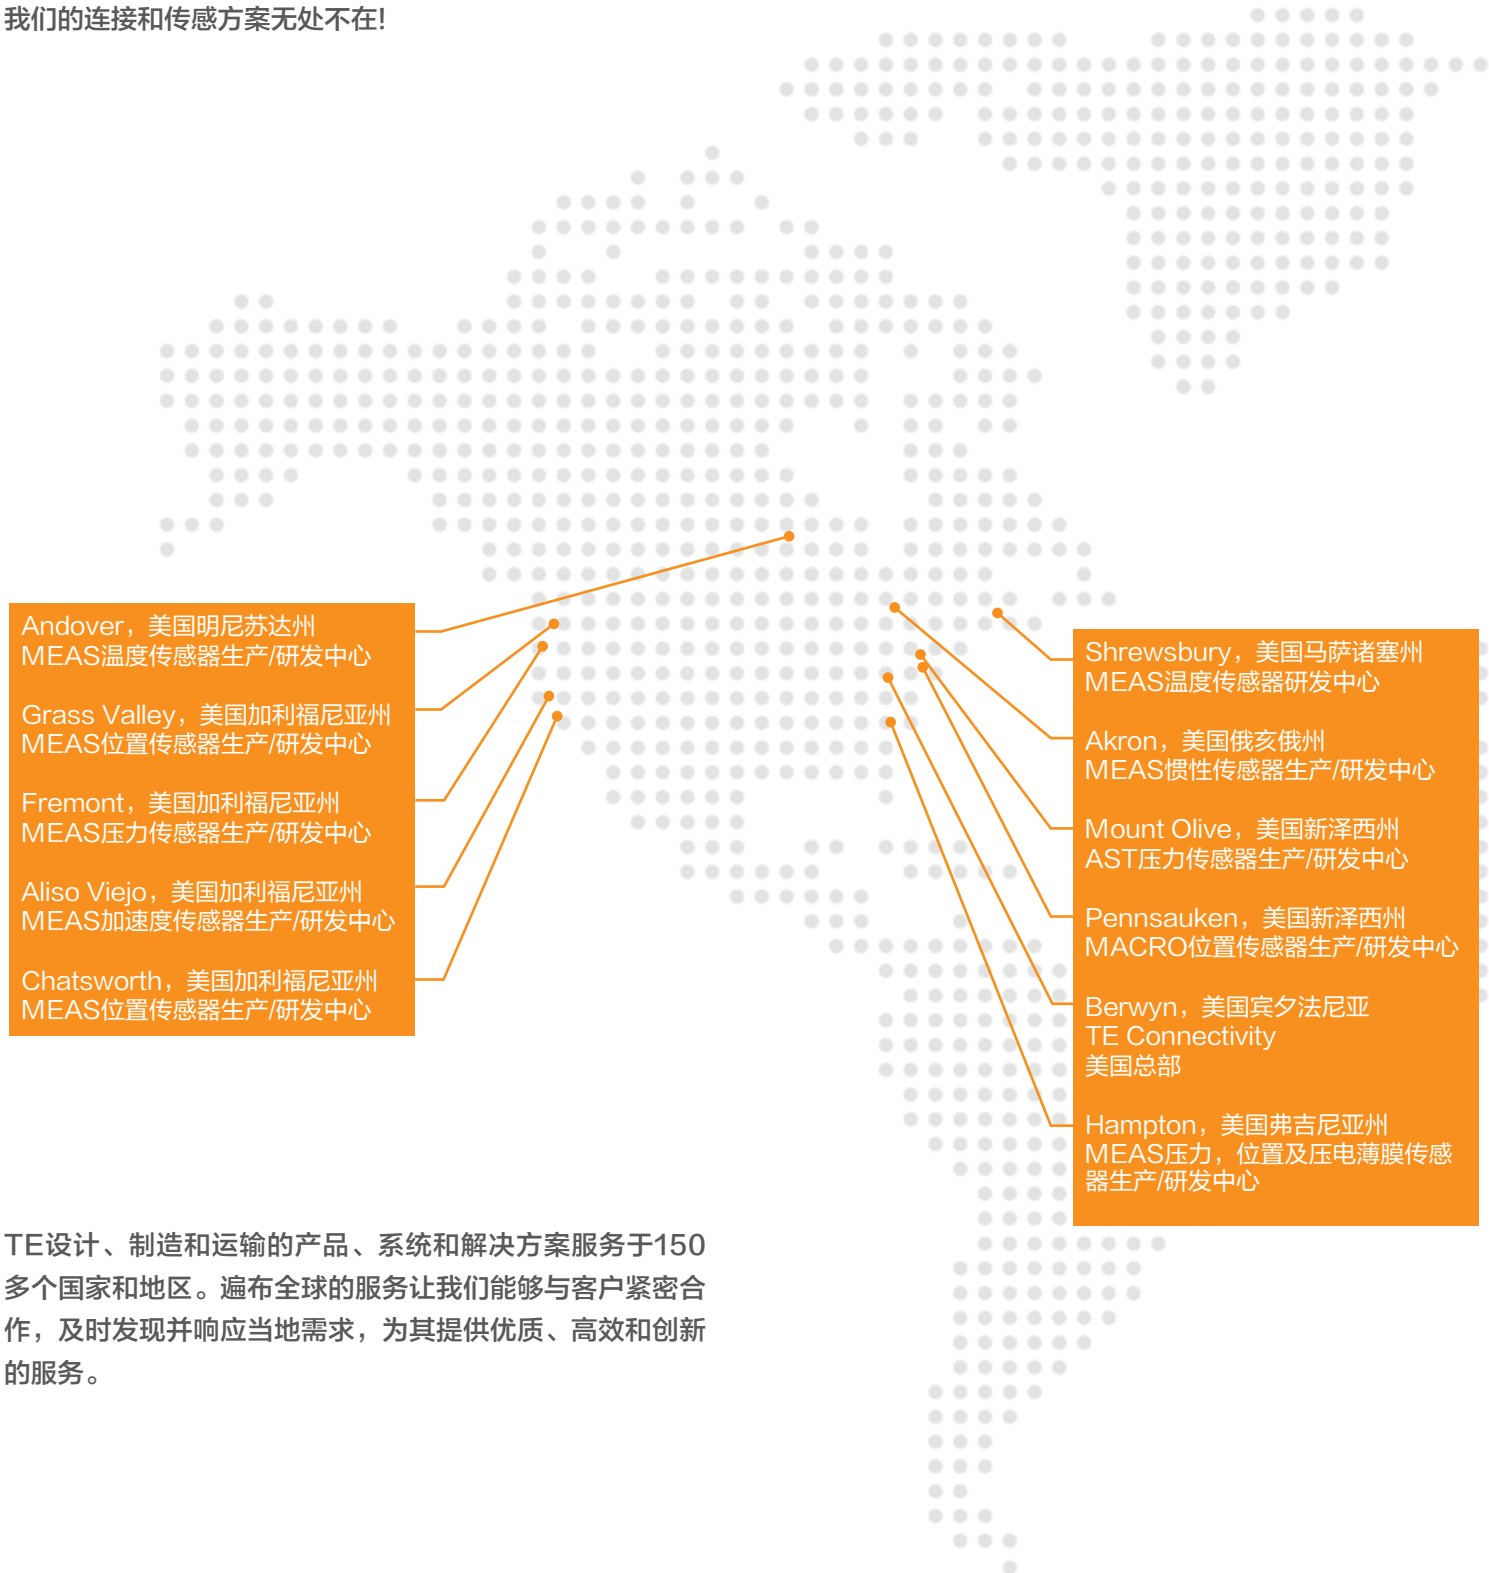 我们的连接和传感方案无处不在!
Andover，美国明尼苏达州
MEAS温度传感器生产/研发中心
Grass Valley，美国加利福尼亚州
MEAS位置传感器生产/研发中心
Fremont，美国加利福尼亚州
MEAS压力传感器生产/研发中心
Aliso Viejo，美国加利福尼亚州
MEAS加速度传感器生产/研发中心
Chatsworth，美国加利福尼亚州
MEAS位置传感器生产/研发中心
Shrewsbury，美国马萨诸塞州
MEAS温度传感器研发中心
Akron，美国俄亥俄州
MEAS惯性传感器生产/研发中心
Mount Olive，美国新泽西州
AST压力传感器生产/研发中心
Pennsauken，美国新泽西州
MACRO位置传感器生产/研发中心
Berwyn，美国宾夕法尼亚
TE Connectivity
美国总部
Hampton，美国弗吉尼亚州
MEAS压力，位置及压电薄膜传感
器生产/研发中心
TE设计、制造和运输的产品、系统和解决方案服务于150
多个国家和地区。遍布全球的服务让我们能够与客户紧密合
作，及时发现并响应当地需求，为其提供优质、高效和创新
的服务。